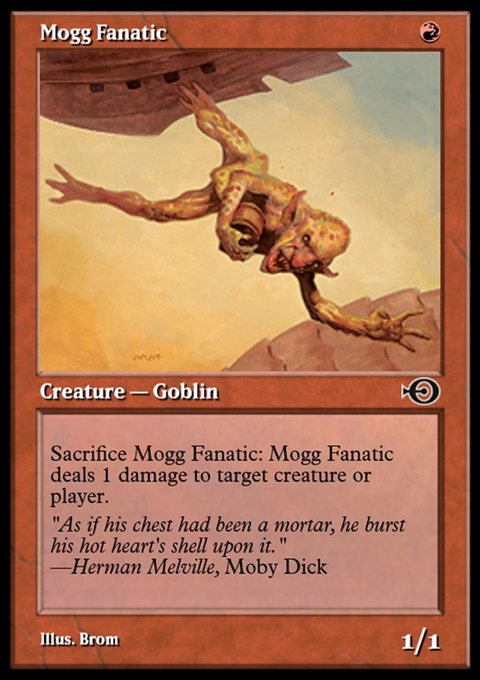 Mogg Fanatic
Creature — Goblin
Sacrifice Mogg Fanatic: Mogg Fanatic
deals 1 damage to target creature or
player.
"As if his chest had been a mortar, he burst
his hot heart's shell upon it."
—Herman Melville, Moby Dick
Illus. Brom
1/1